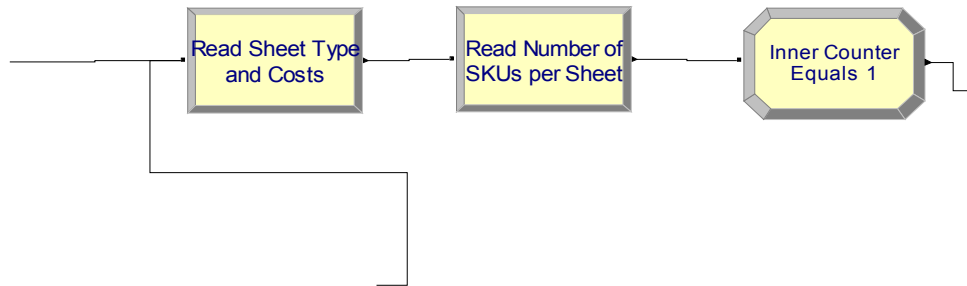 Read Sheet Type
and Costs
Read Number of
SKUs per Sheet
Inner Counter
Equals 1